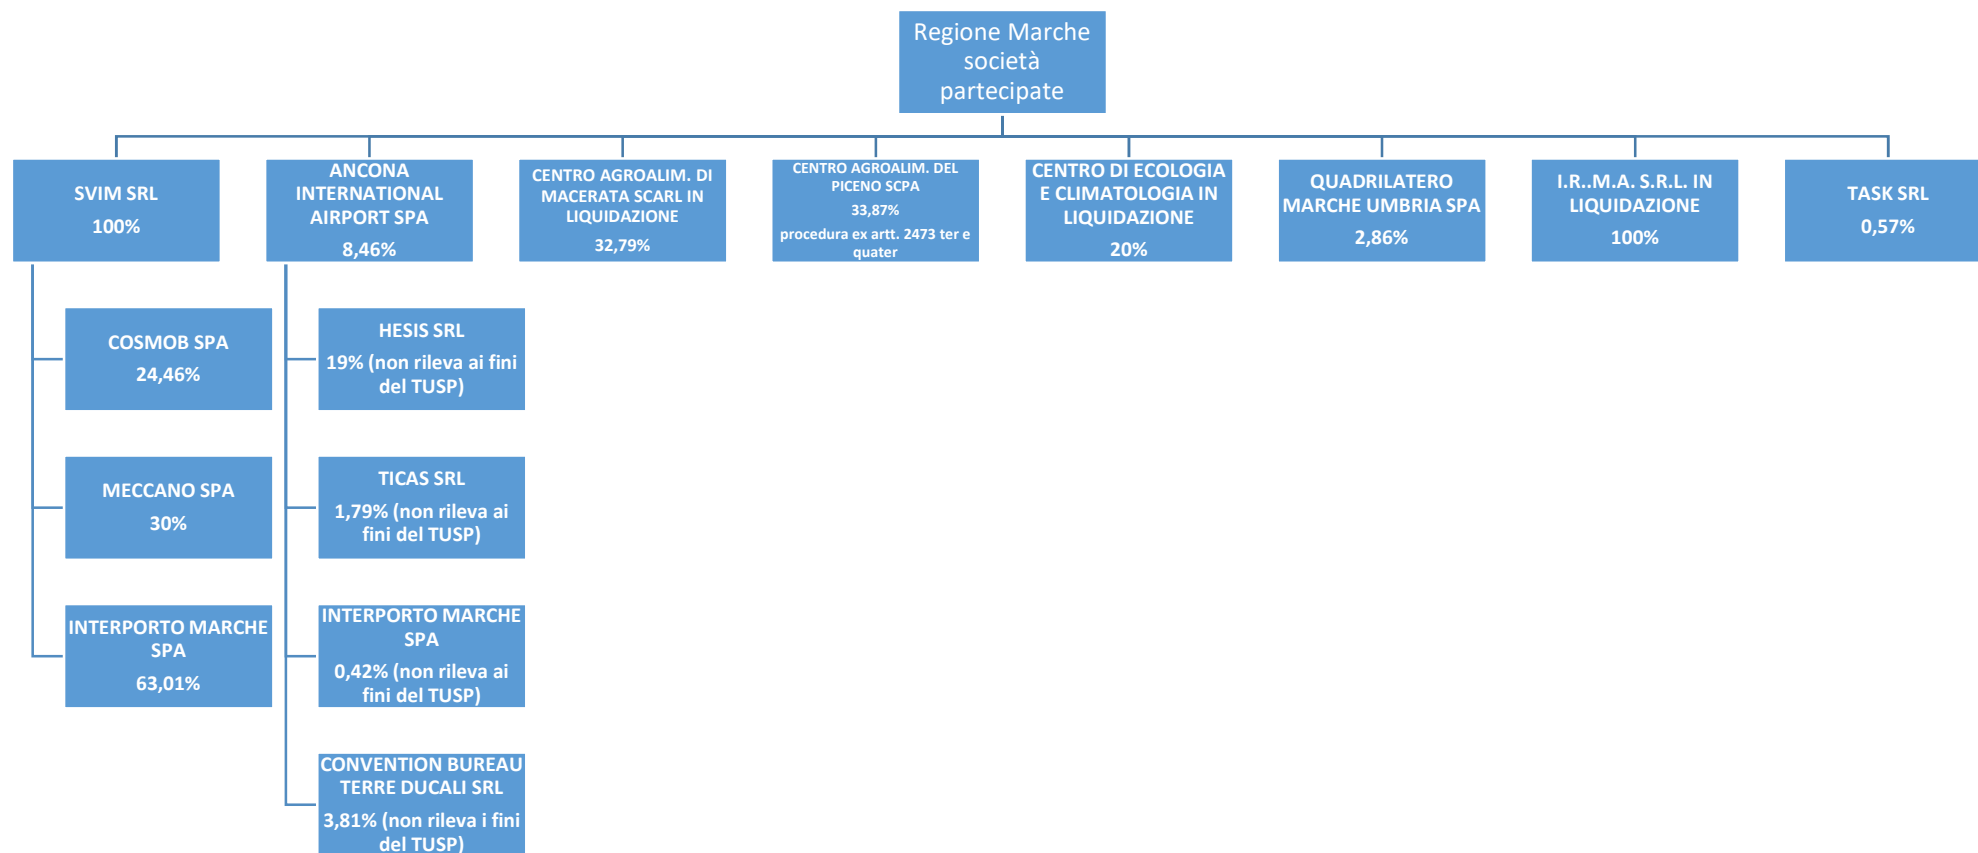 Regione Marche
società
partecipate
SVIM SRL
100%
ANCONA
INTERNATIONAL
AIRPORT SPA
8,46%
CENTRO AGROALIM. DI
MACERATA SCARL IN
LIQUIDAZIONE
32,79%
CENTRO AGROALIM. DEL
PICENO SCPA
33,87%
procedura ex artt. 2473 ter e
quater
CENTRO DI ECOLOGIA
E CLIMATOLOGIA IN
LIQUIDAZIONE
20%
QUADRILATERO
MARCHE UMBRIA SPA
2,86%
I.R..M.A. S.R.L. IN
LIQUIDAZIONE
100%
TASK SRL
0,57%
COSMOB SPA
24,46%
MECCANO SPA
30%
INTERPORTO MARCHE
SPA
63,01%
HESIS SRL
19% (non rileva ai fini
del TUSP)
TICAS SRL
1,79% (non rileva ai
fini del TUSP)
INTERPORTO MARCHE
SPA
0,42% (non rileva ai
fini del TUSP)
CONVENTION BUREAU
TERRE DUCALI SRL
3,81% (non rileva i fini
del TUSP)